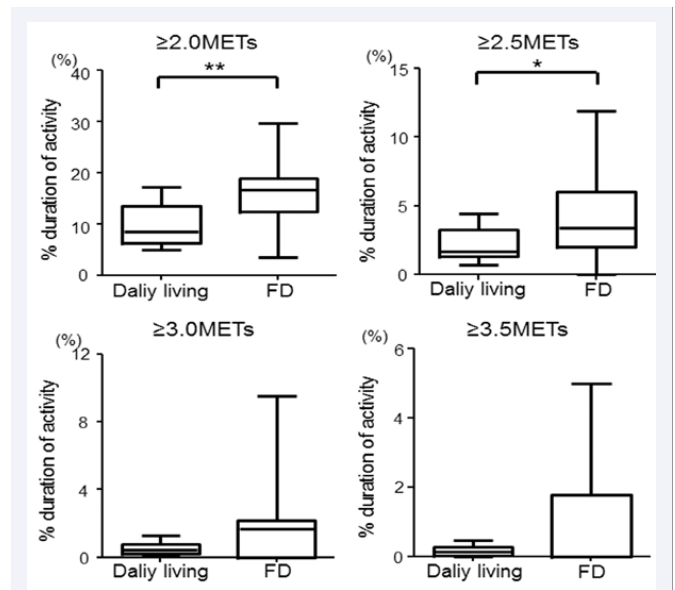 ≥2.0METs
(%)
**
40
30
20
10
0
% duration of activity
Daliy living FD
≥2.5METs
(%)
*
15
10
5
0
% duration of activity
Daliy living FD
≥3.0METs
(%)
12
8
4
0
% duration of activity
Daliy living FD
≥3.5METs
(%)
6
4
2
0
% duration of activity
Daliy living FD